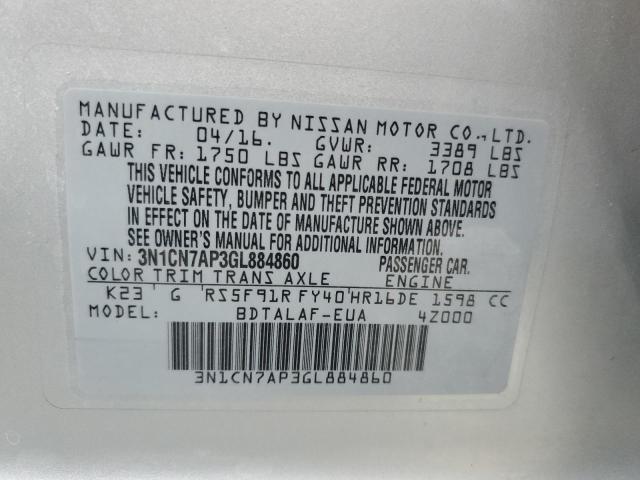 MANUFACTURED BY NISSAN MOTOR CO., LTD.
DATE: 04/16. GVWR: 3389 LBS
GAWR FR: 1750 LBS GAWR RR: 1708 LBS
THIS VEHICLE CONFORMS TO ALL APPLICABLE FEDERAL MOTOR
VEHICLE SAFETY, BUMPER AND THEFT PREVENTION STANDARDS
IN EFFECT ON THE DATE OF MANUFACTURE SHOWN ABOVE.
SEE OWNER'S MANUAL FOR ADDITIONAL INFORMATION.
VIN: 3N1CN7AP3GL884860 PASSENGER CAR.
COLOR TRIM TRANS AXLE ENGINE
K23 G RS5F91R FY40 HR16DE 1598 CC
MODEL: BDTALAF-EUA 4Z000
3N1CN7AP3GL884860